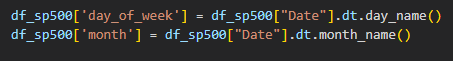 df_sp500['day_of_week'] = df_sp500["Date"].dt.day_name()
df_sp500['month'] = df_sp500["Date"].dt.month_name()